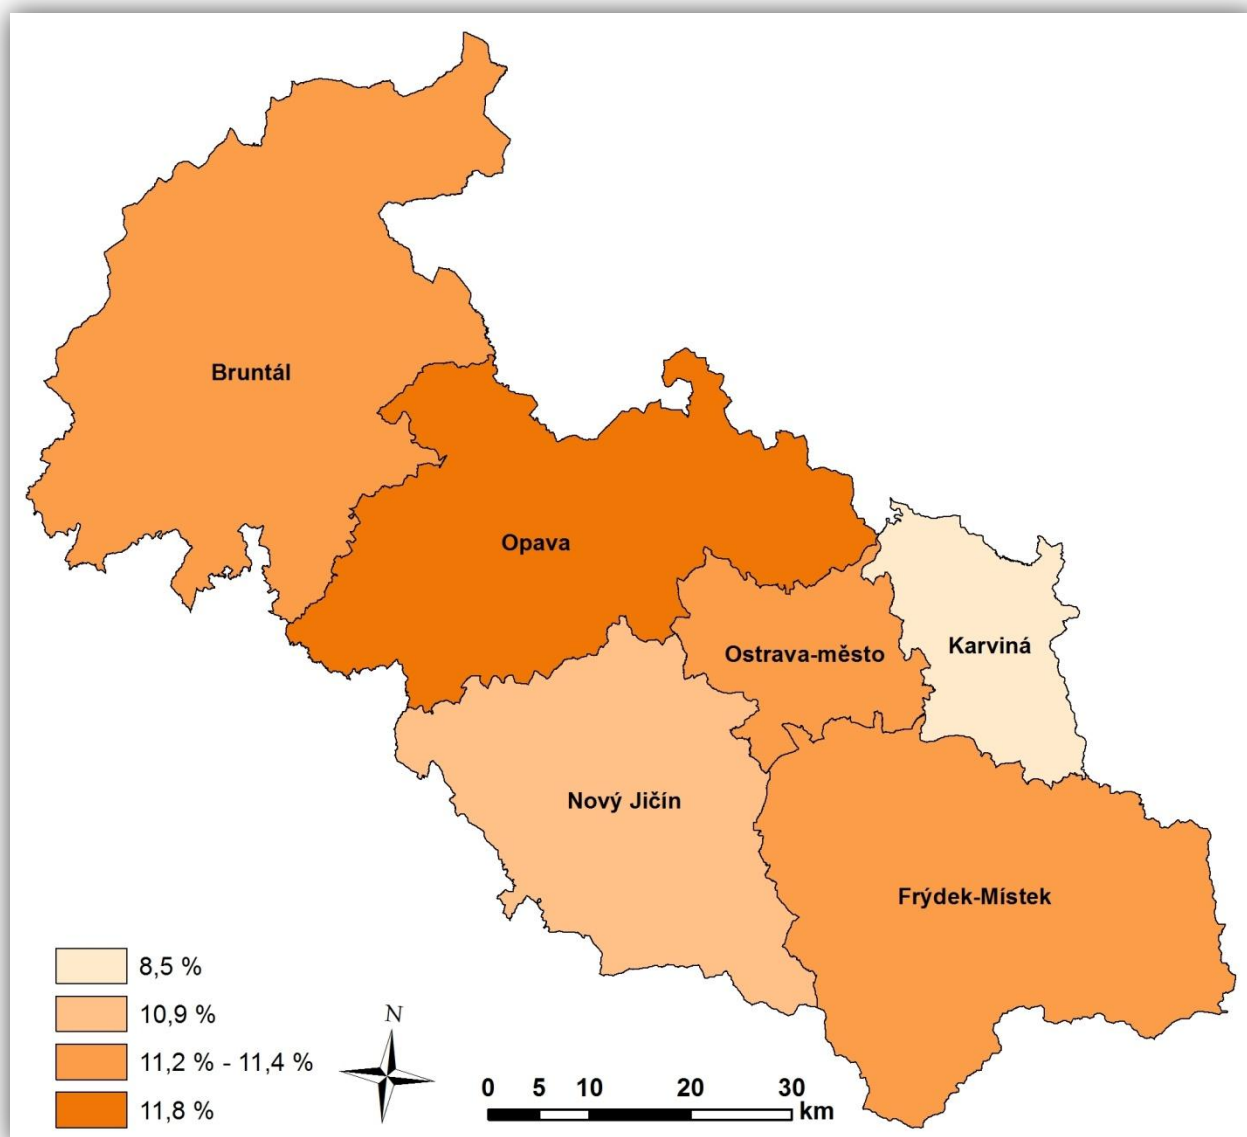 Bruntál
Opava
Ostrava-město
Karviná
Nový Jičín
Frýdek-Místek
8,5 %
10,9 %
11,2 % - 11,4 %
11,8 %
N
0 5 10 20 30
km